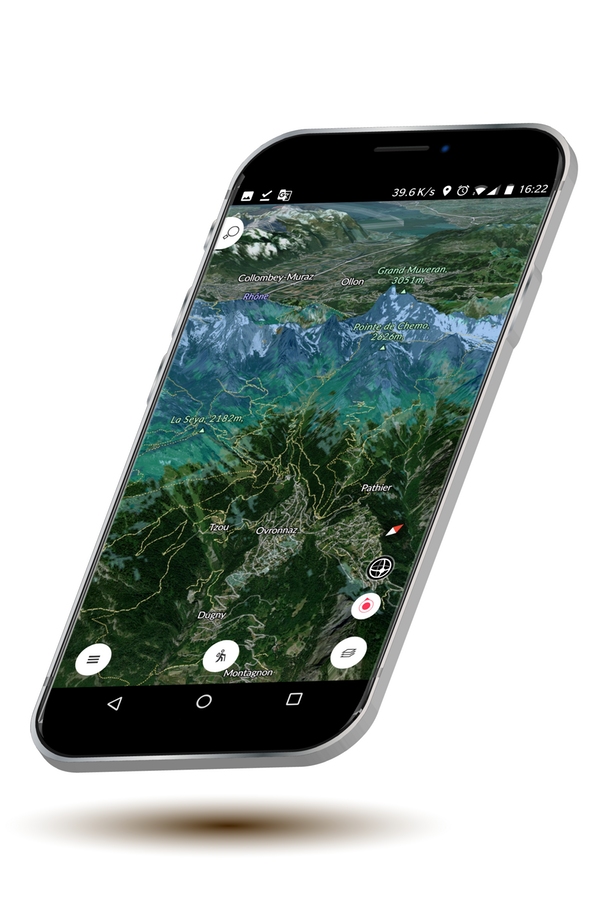 39.6 K/s 16:22
Collombey-Muraz
Ollon
Grand Muveran,
3051m.
Rhône
Pointe de Chemo,
2626m.
La Seya, 2182m.
Pathier
Tzou
Ovronnaz
Dugny
Montagnon